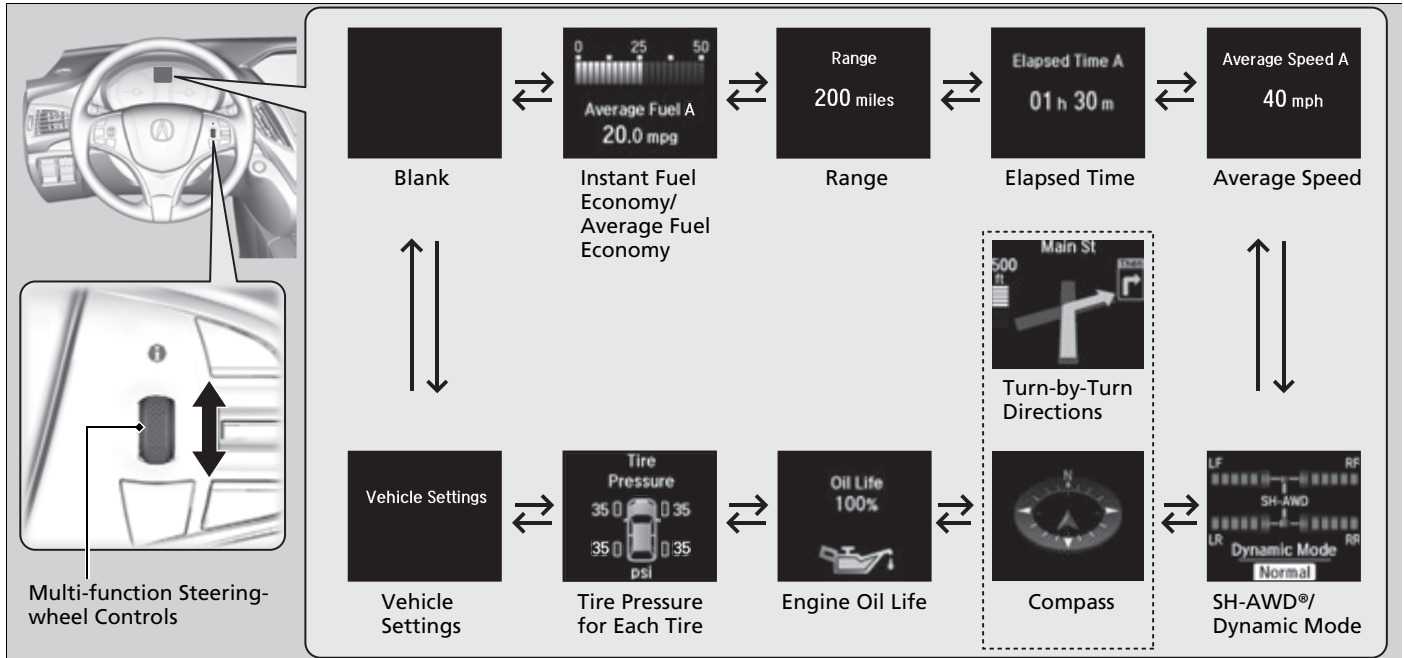 0 25 50
Average Fuel A
20.0 mpg
Range
200 miles
Elapsed Time A
01 h 30 m
Average Speed A
40 mph
Blank
Instant Fuel
Economy/
Average Fuel
Economy
Range
Elapsed Time
Average Speed
Main St
500
ft
THEN
Turn-by-Turn
Directions
Vehicle Settings
Tire
Pressure
35 35
35 35
psi
Oil Life
100%
N
LF RF
SH-AWD
LR RR
Dynamic Mode
Normal
Multi-function Steering-
wheel Controls
Vehicle
Settings
Tire Pressure
for Each Tire
Engine Oil Life
Compass
SH-AWD®/
Dynamic Mode